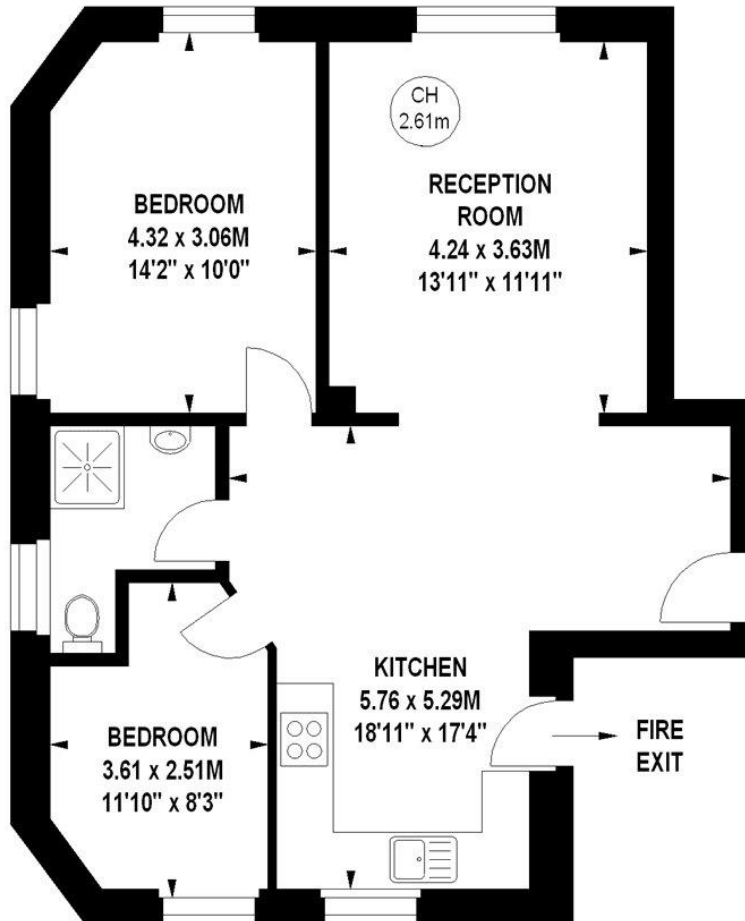 CH
2.61m
BEDROOM
4.32 x 3.06M
14'2" x 10'0"
RECEPTION
ROOM
4.24 x 3.63M
13'11" x 11'11"
KITCHEN
5.76 x 5.29M
18'11" x 17'4"
FIRE
EXIT
BEDROOM
3.61 x 2.51M
11'10" x 8'3"